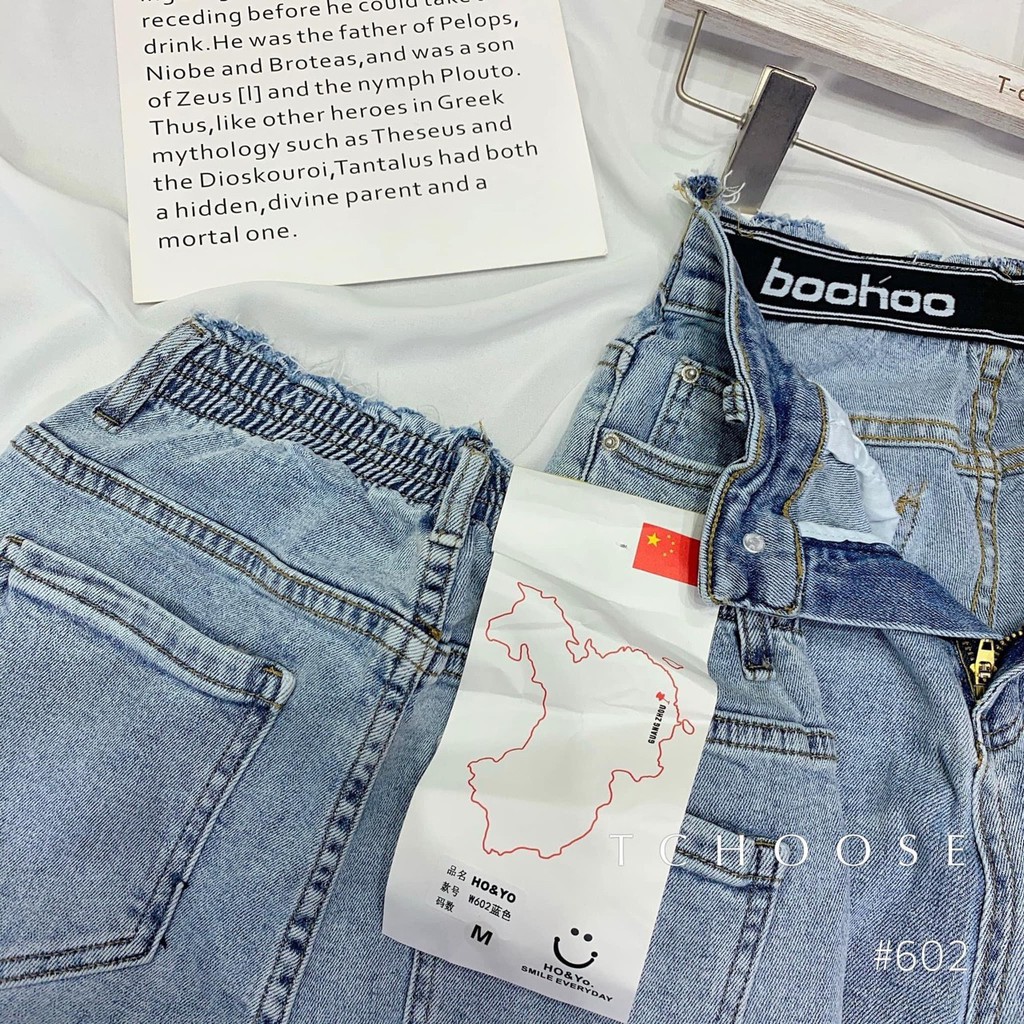 receding before he could take a
drink.He was the father of Pelops,
Niobe and Broteas,and was a son
of Zeus [l] and the nymph Plouto.
Thus,like other heroes in Greek
mythology such as Theseus and
the Dioskouroi,Tantalus had both
a hidden,divine parent and a
mortal one.
T-c
boohoo
GUANG ZHOU
品名 HO&YO
款号 W602蓝色
码数
M
HO&YO.
SMILE EVERYDAY
TCHOOSE
#602